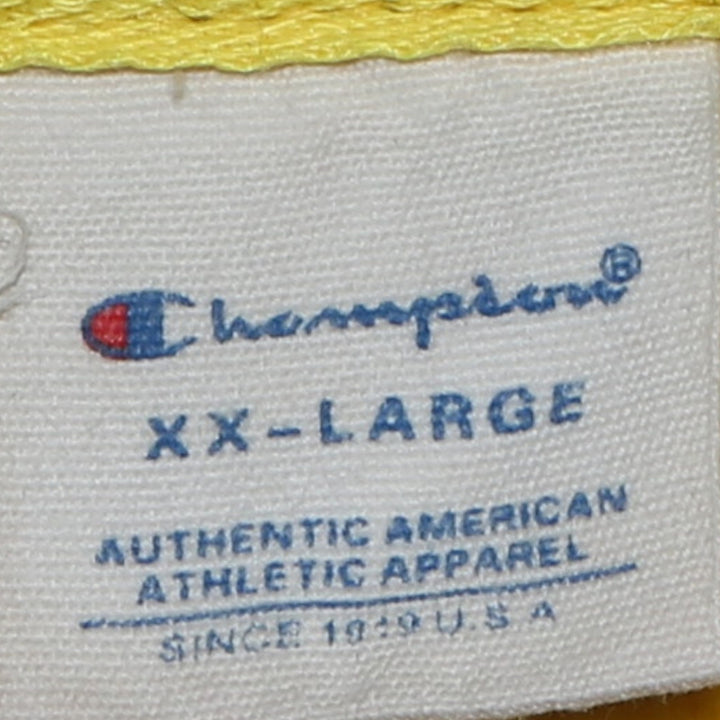 Champion®
XX-LARGE
AUTHENTIC AMERICAN
ATHLETIC APPAREL
SINCE 1919 U.S.A